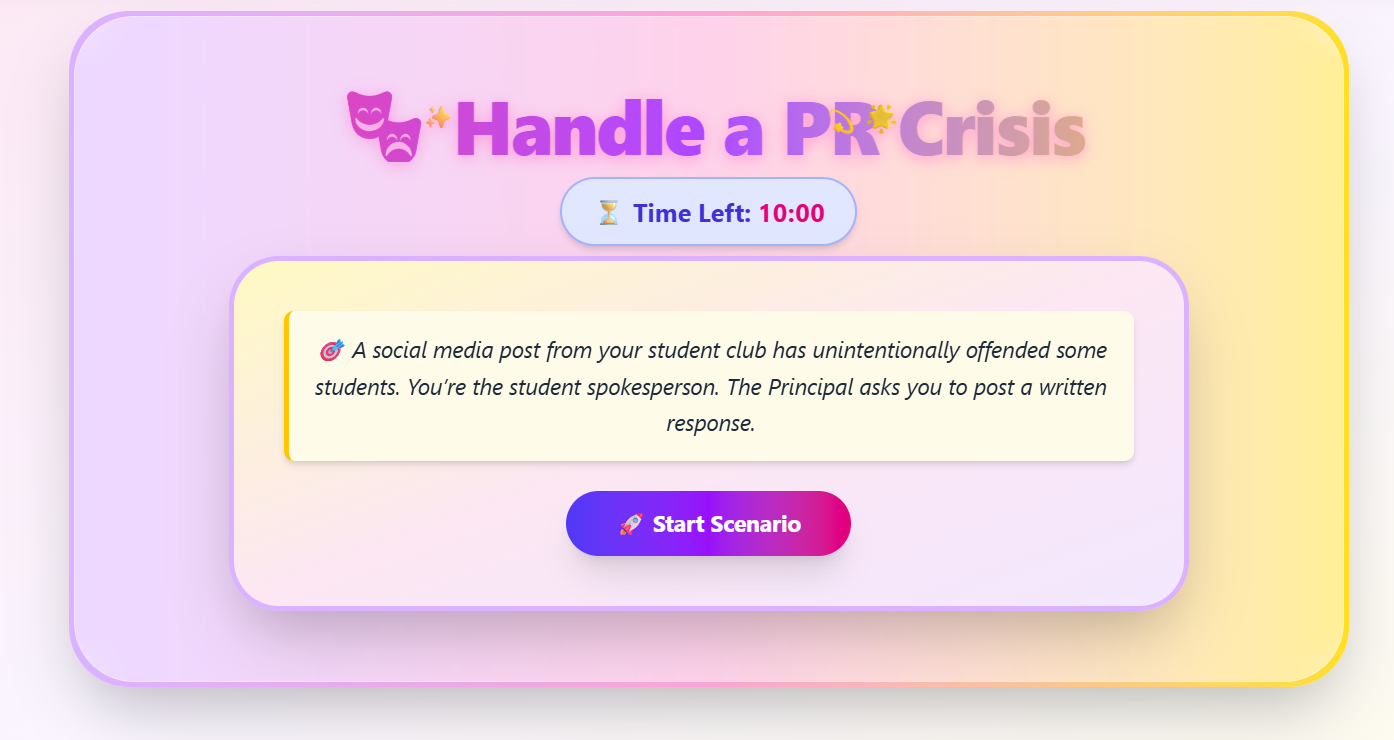 🎭✨Handle a PR Crisis
⏳ Time Left: 10:00
🎯 A social media post from your student club has unintentionally offended some
students. You’re the student spokesperson. The Principal asks you to post a written
response.
🚀 Start Scenario